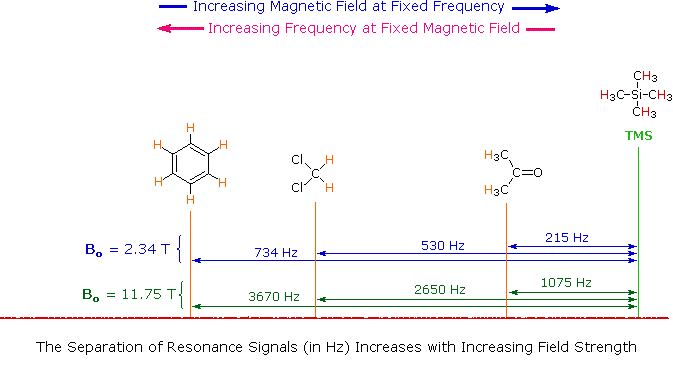 Increasing Magnetic Field at Fixed Frequency
Increasing Frequency at Fixed Magnetic Field
CH₃
H₃C–Si–CH₃
CH₃
TMS
H
H H
H H
H
Cl H
C
Cl H
H₃C
C=O
H₃C
Bₒ = 2.34 T { 734 Hz 530 Hz 215 Hz
Bₒ = 11.75 T { 3670 Hz 2650 Hz 1075 Hz
The Separation of Resonance Signals (in Hz) Increases with Increasing Field Strength